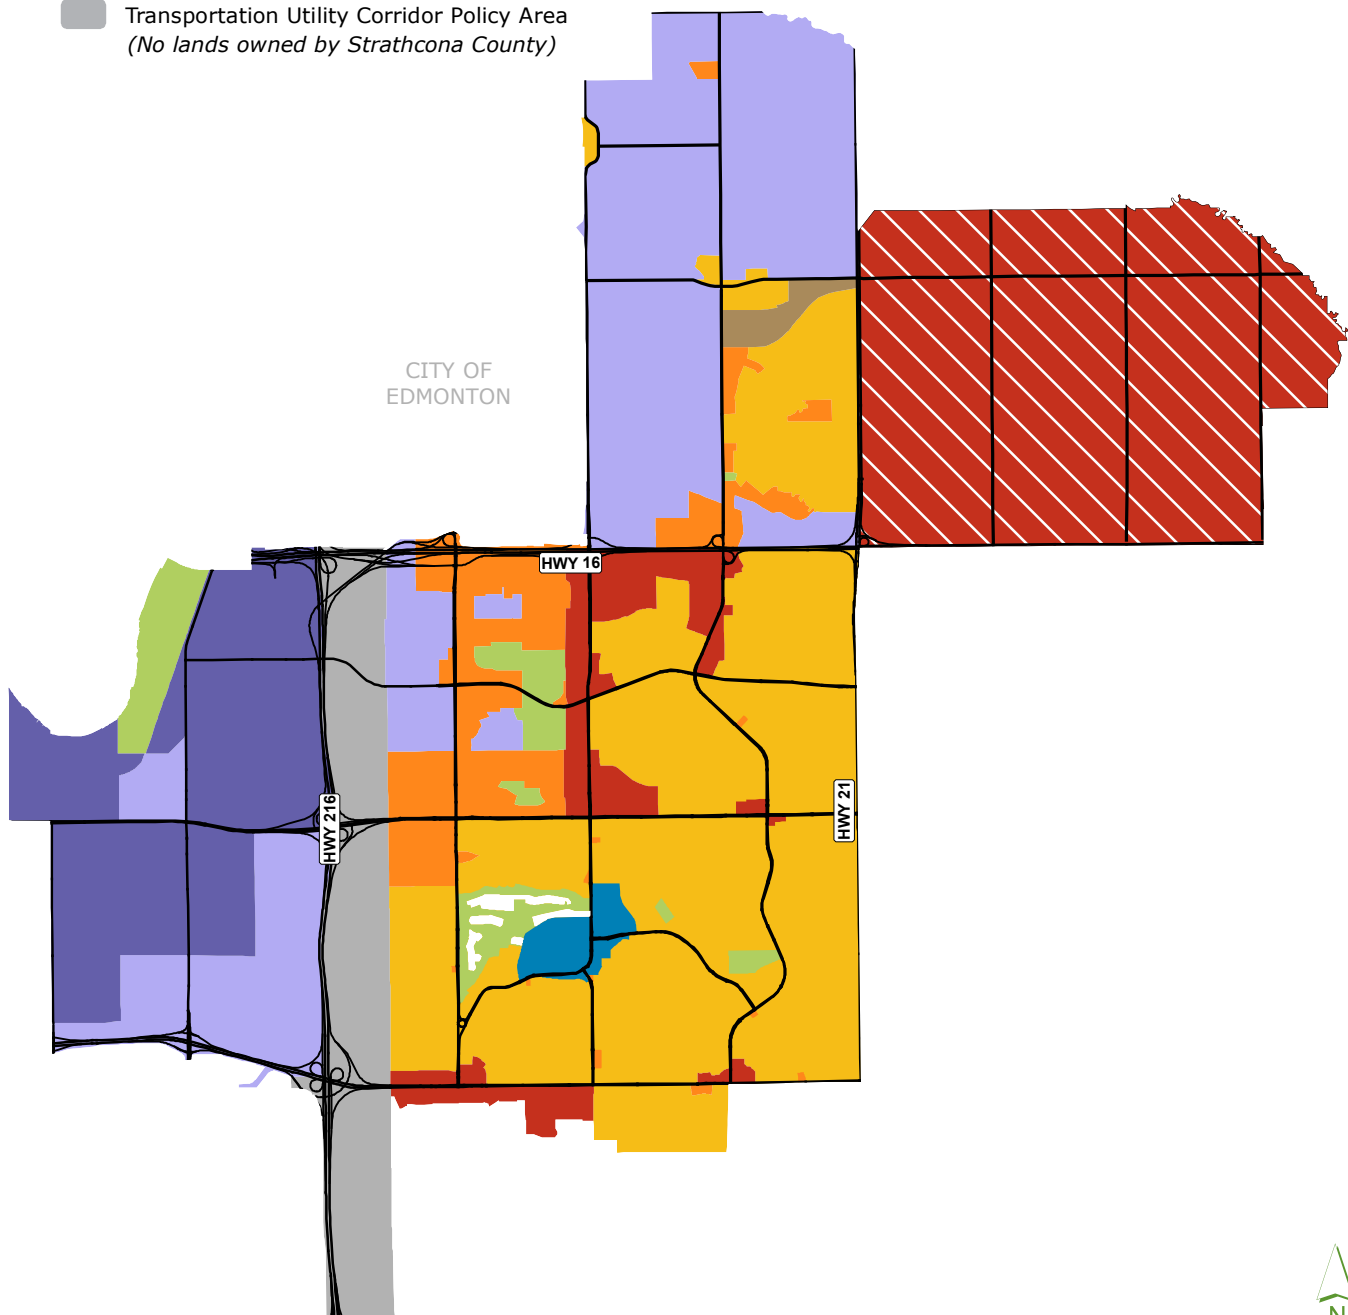 Transportation Utility Corridor Policy Area
(No lands owned by Strathcona County)
CITY OF
EDMONTON
HWY 16
HWY 21
HWY 216
N